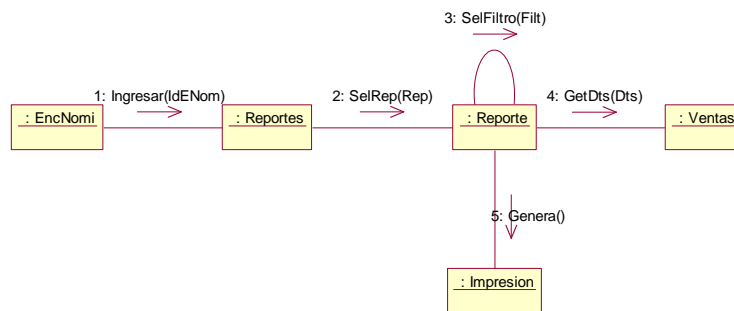 3: SelFiltro(Filt)
1: Ingresar(IdENom)
2: SelRep(Rep)
4: GetDts(Dts)
: EncNomi
: Reportes
: Reporte
: Ventas
5: Genera()
: Impresion